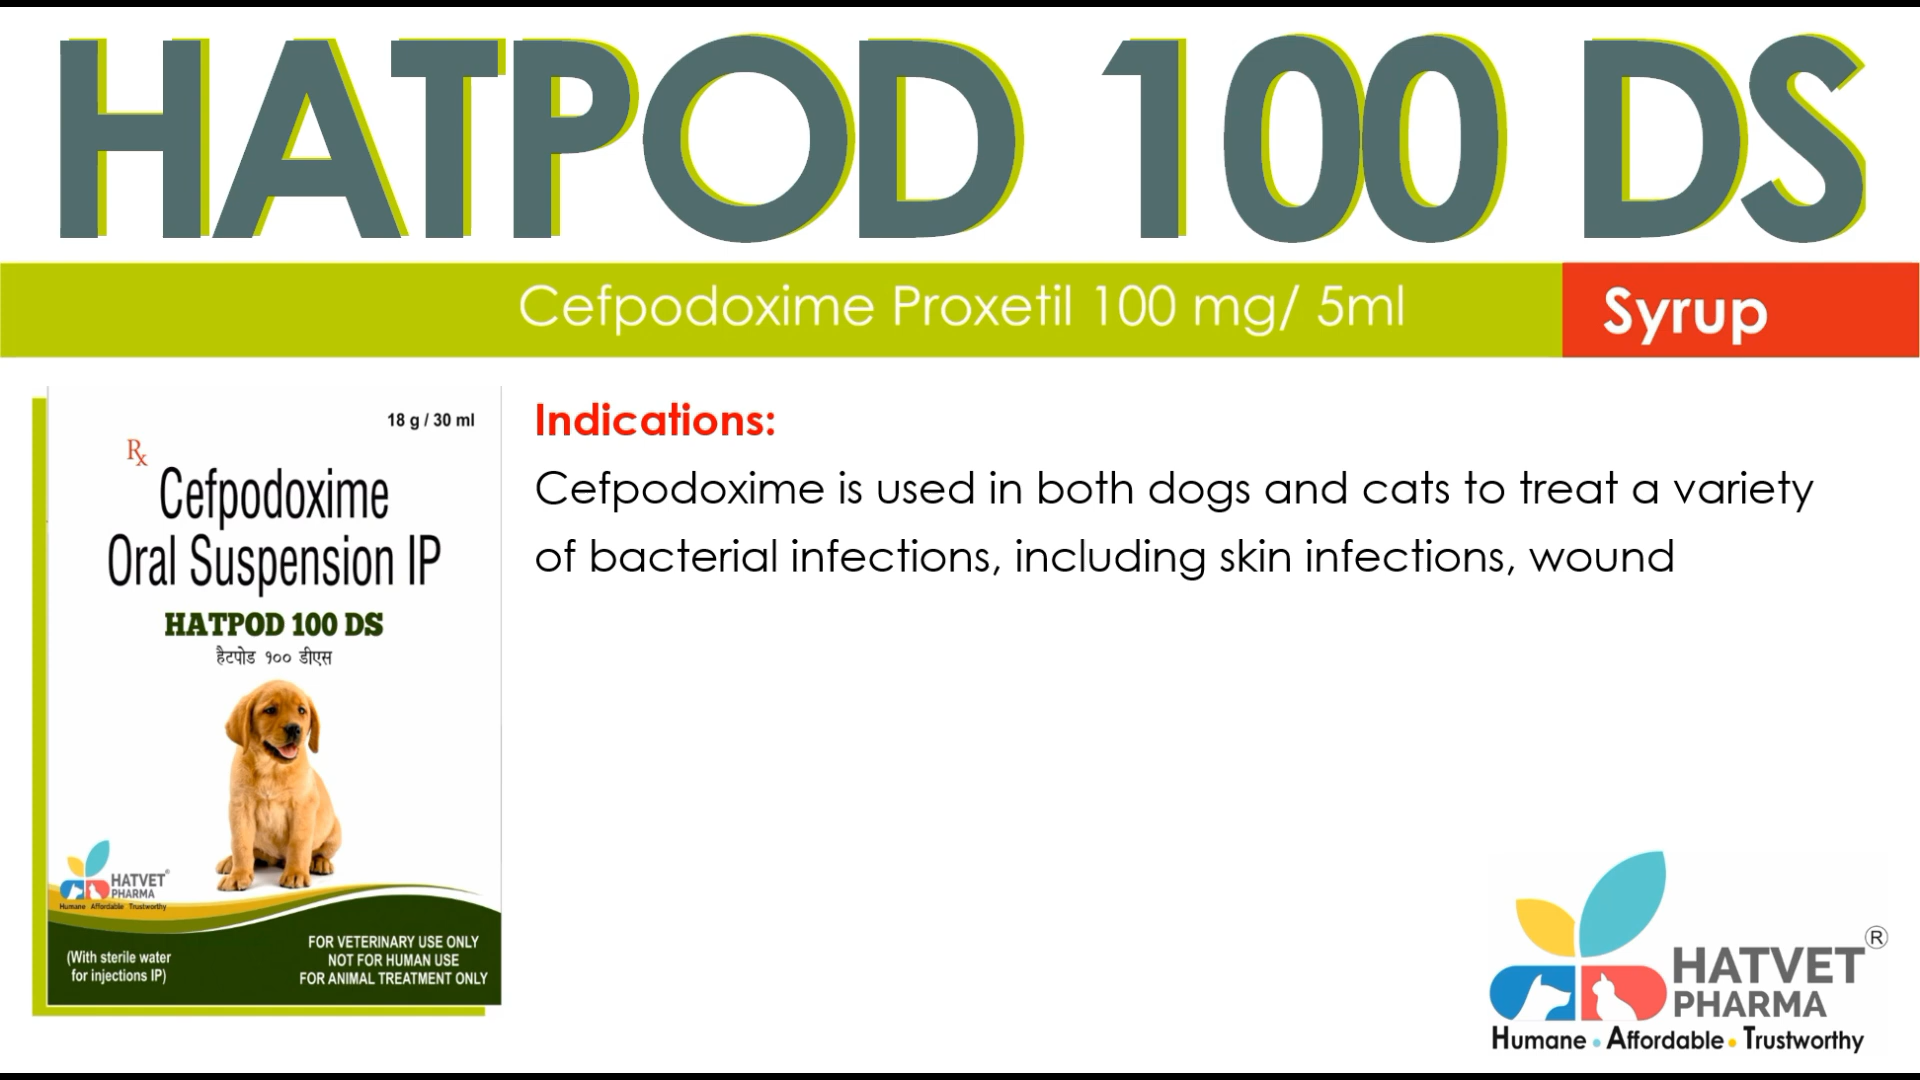 HATPOD 100 DS
Cefpodoxime Proxetil 100 mg/ 5ml
Syrup
18 g / 30 ml
Rx
Cefpodoxime
Oral Suspension IP
HATPOD 100 DS
हैटपोड १०० डीएस
HATVET®
PHARMA
Humane Affordable Trustworthy
(With sterile water
for injections IP)
FOR VETERINARY USE ONLY
NOT FOR HUMAN USE
FOR ANIMAL TREATMENT ONLY
Indications:
Cefpodoxime is used in both dogs and cats to treat a variety
of bacterial infections, including skin infections, wound
HATVET®
PHARMA
Humane • Affordable • Trustworthy